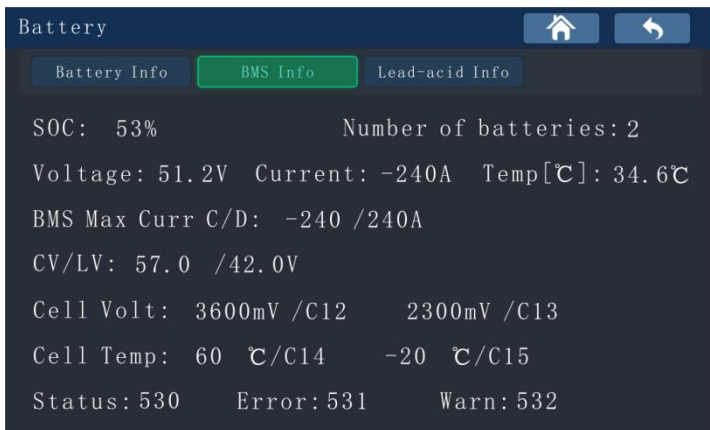 Battery
Battery Info BMS Info Lead-acid Info
SOC: 53% Number of batteries: 2
Voltage: 51.2V Current: -240A Temp[℃]: 34.6℃
BMS Max Curr C/D: -240 /240A
CV/LV: 57.0 /42.0V
Cell Volt: 3600mV /C12 2300mV /C13
Cell Temp: 60 ℃/C14 -20 ℃/C15
Status: 530 Error: 531 Warn: 532